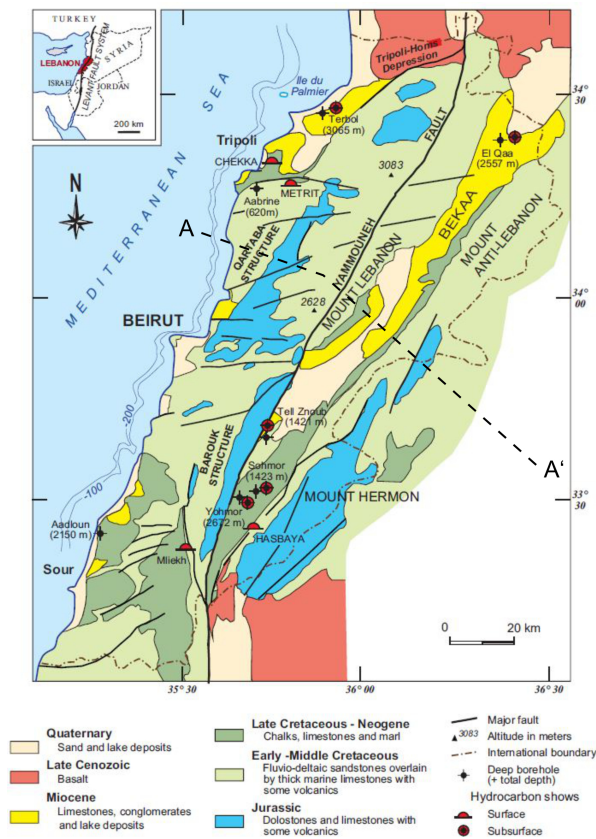 TURKEY
SYRIA
LEBANON
ISRAEL
JORDAN
LEVANT FAULT SYSTEM
200 km
MEDITERRANEAN SEA
N
Ile du
Palmier
Tripoli-Homs
Depression
Terbol
(3065 m)
Tripoli
CHEKKA
METRIT
Aabrine
(620m)
3083
FAULT
El Qaa
(2557 m)
BEKAA
MOUNT
ANTI-LEBANON
A
QARTABA
STRUCTURE
YAMMOUNEH
MOUNT LEBANON
2628
BEIRUT
-200
-100
Tell Znoub
(1421 m)
BAROUK
STRUCTURE
Sohmor
(1423 m)
Yohmor
(2672 m)
MOUNT HERMON
HASBAYA
A'
Aadloun
(2150 m)
Sour
Mliekh
0 20 km
34°
30
34°
00
33°
30
35° 30
36° 00
36° 30
Quaternary
Sand and lake deposits
Late Cenozoic
Basalt
Miocene
Limestones, conglomerates
and lake deposits
Late Cretaceous - Neogene
Chalks, limestones and marl
Early -Middle Cretaceous
Fluvio-deltaic sandstones overlain
by thick marine limestones with
some volcanics
Jurassic
Dolostones and limestones with
some volcanics
Major fault
3083 Altitude in meters
International boundary
Deep borehole
(+ total depth)
Hydrocarbon shows
Surface
Subsurface